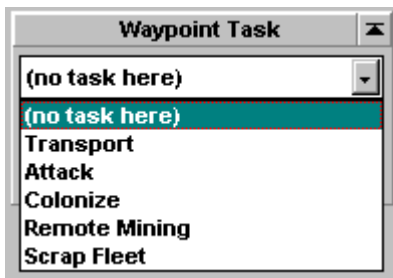 Waypoint Task
(no task here)
(no task here)
Transport
Attack
Colonize
Remote Mining
Scrap Fleet